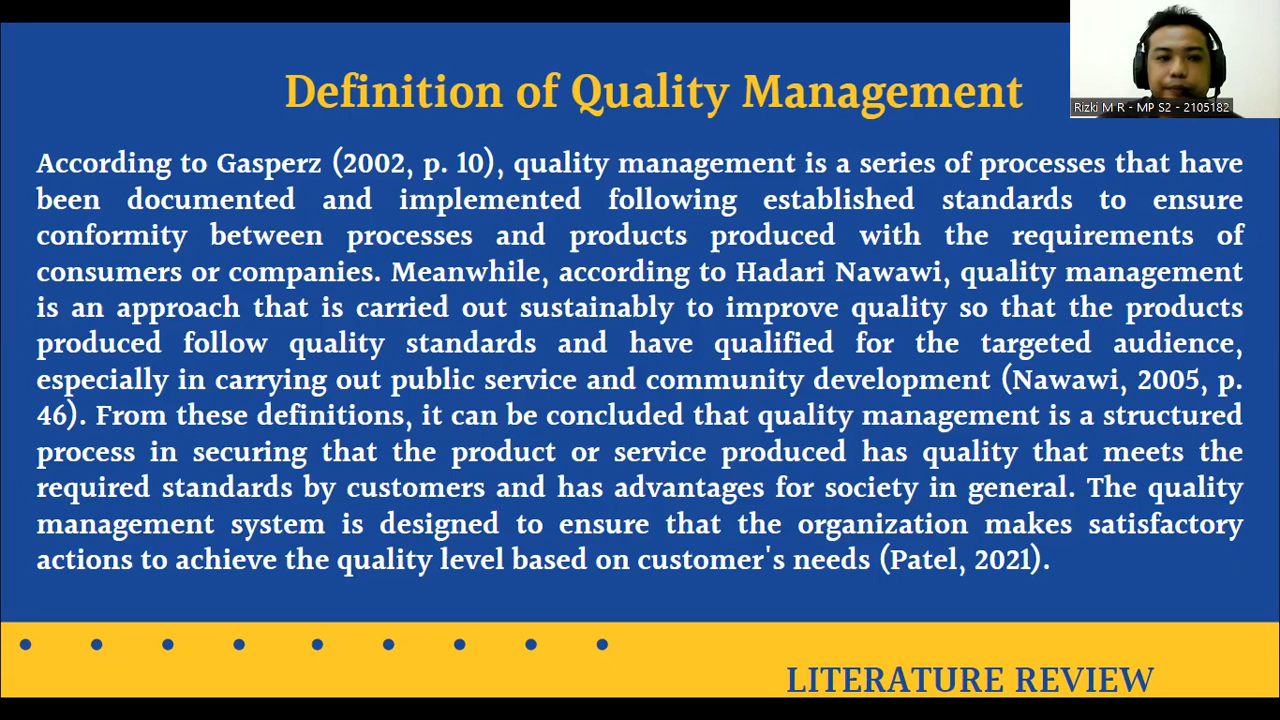 Definition of Quality Management
Rizki M R - MP S2 - 2105182
According to Gasperz (2002, p. 10), quality management is a series of processes that have
been documented and implemented following established standards to ensure
conformity between processes and products produced with the requirements of
consumers or companies. Meanwhile, according to Hadari Nawawi, quality management
is an approach that is carried out sustainably to improve quality so that the products
produced follow quality standards and have qualified for the targeted audience,
especially in carrying out public service and community development (Nawawi, 2005, p.
46). From these definitions, it can be concluded that quality management is a structured
process in securing that the product or service produced has quality that meets the
required standards by customers and has advantages for society in general. The quality
management system is designed to ensure that the organization makes satisfactory
actions to achieve the quality level based on customer's needs (Patel, 2021).
LITERATURE REVIEW